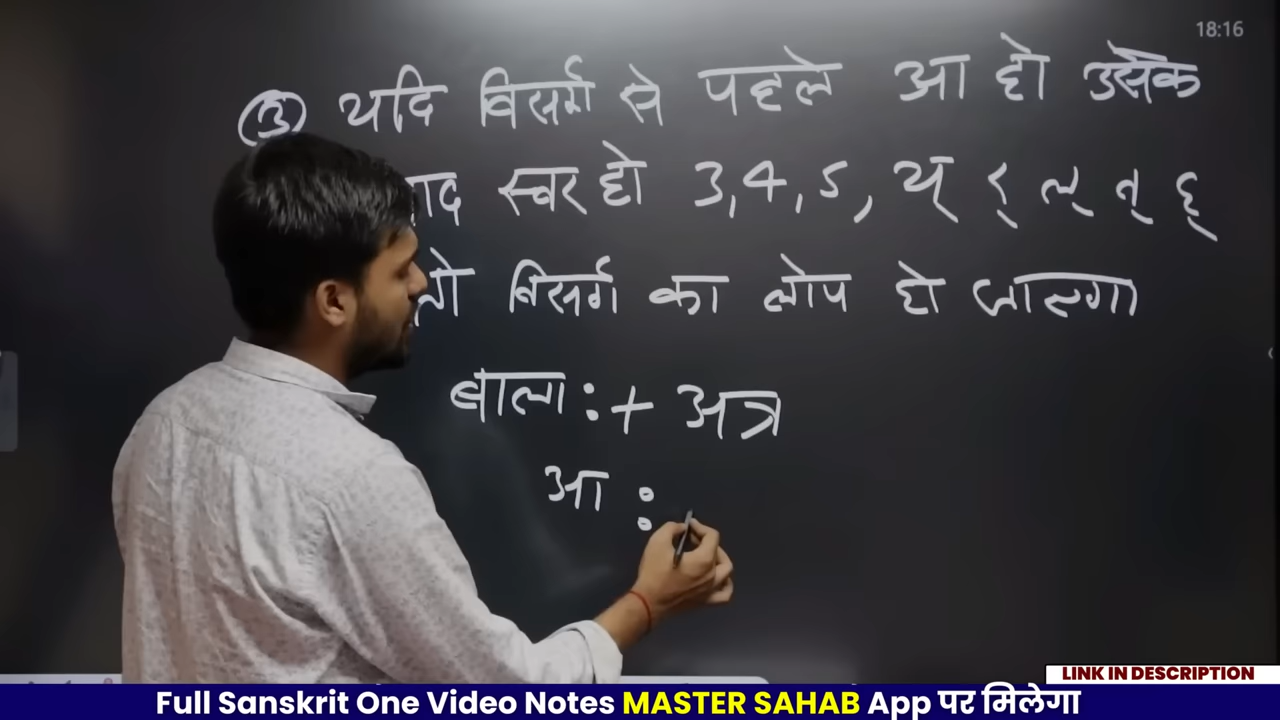 18:16
③ यदि विसर्ग से पहले आ हो उसके
बाद स्वर हो 3,4,5, य् र् ल् व् ह्
तो विसर्ग का लोप हो जाएगा
बाला: + अत्र
आ :
LINK IN DESCRIPTION
Full Sanskrit One Video Notes MASTER SAHAB App पर मिलेगा